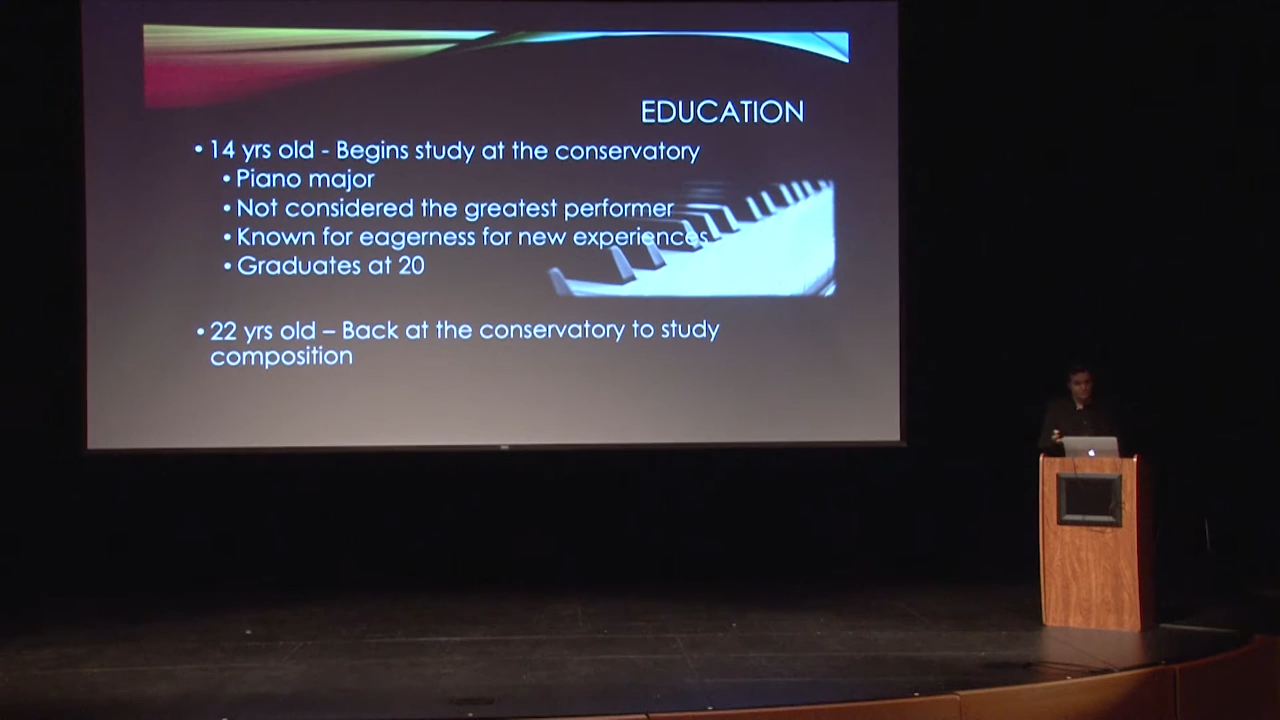 EDUCATION
• 14 yrs old - Begins study at the conservatory
• Piano major
• Not considered the greatest performer
• Known for eagerness for new experiences
• Graduates at 20
• 22 yrs old – Back at the conservatory to study
composition